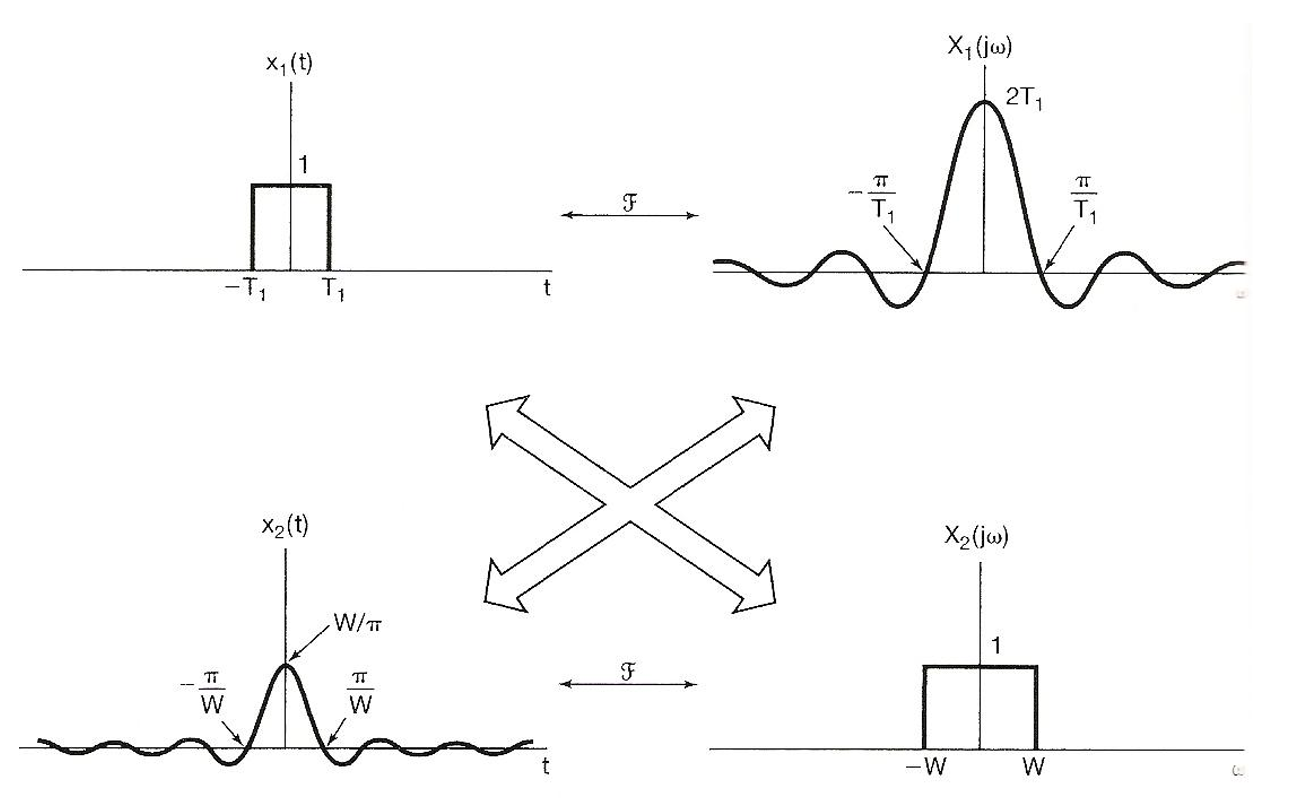 x₁(t)
1
−T₁
T₁
t
ℱ
X₁(jω)
2T₁
−π/T₁
π/T₁
x₂(t)
W/π
−π/W
π/W
t
ℱ
X₂(jω)
1
−W
W
ω